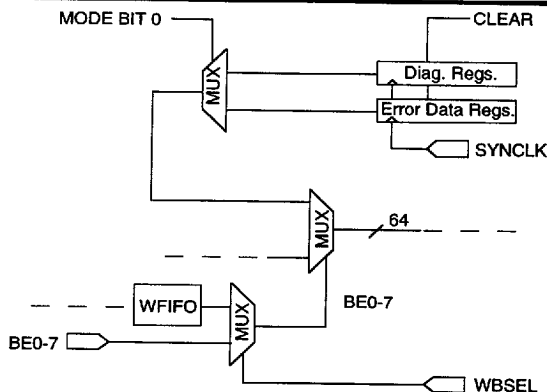 MODE BIT 0
CLEAR
MUX
Diag. Regs.
Error Data Regs.
SYNCLK
MUX
64
WFIFO
MUX
BE0-7
BE0-7
WBSEL